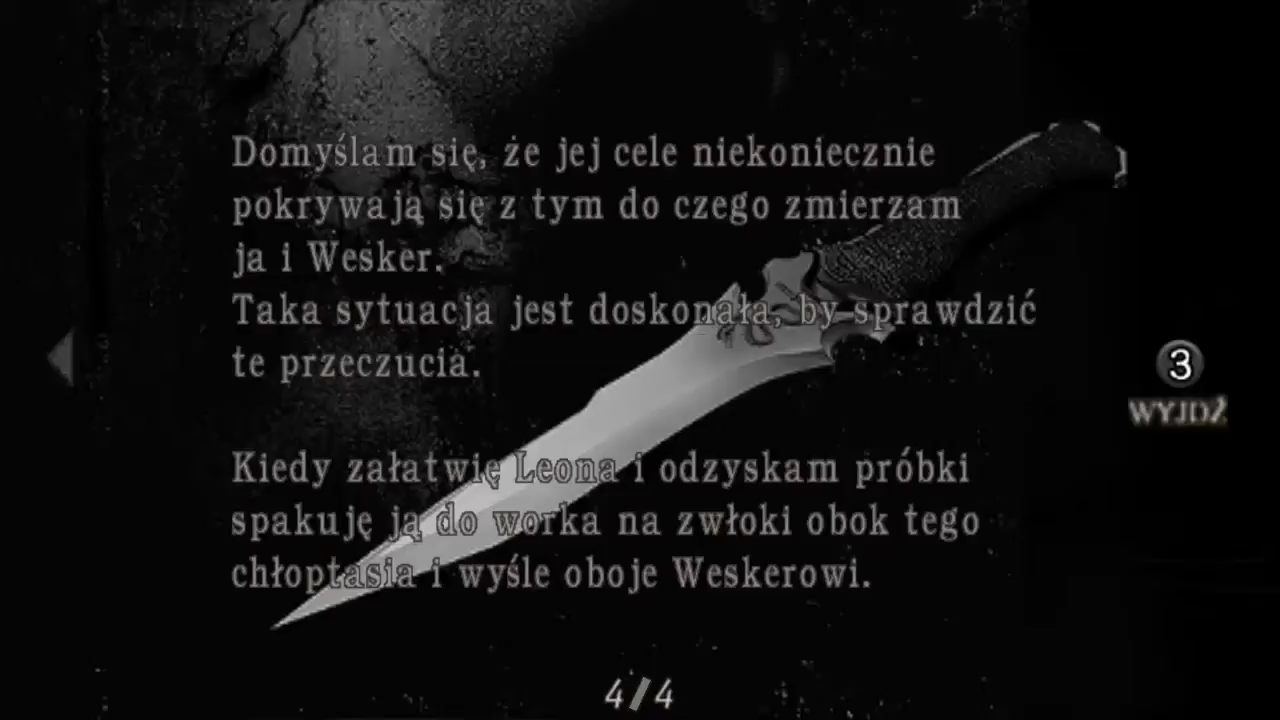 Domyślam się, że jej cele niekoniecznie
pokrywają się z tym do czego zmierzam
ja i Wesker.
Taka sytuacja jest doskonała, by sprawdzić
te przeczucia.
Kiedy załatwię Leona i odzyskam próbki
spakuję ją do worka na zwłoki obok tego
chłoptasia i wyśle oboje Weskerowi.
3
WYJDŹ
4/4